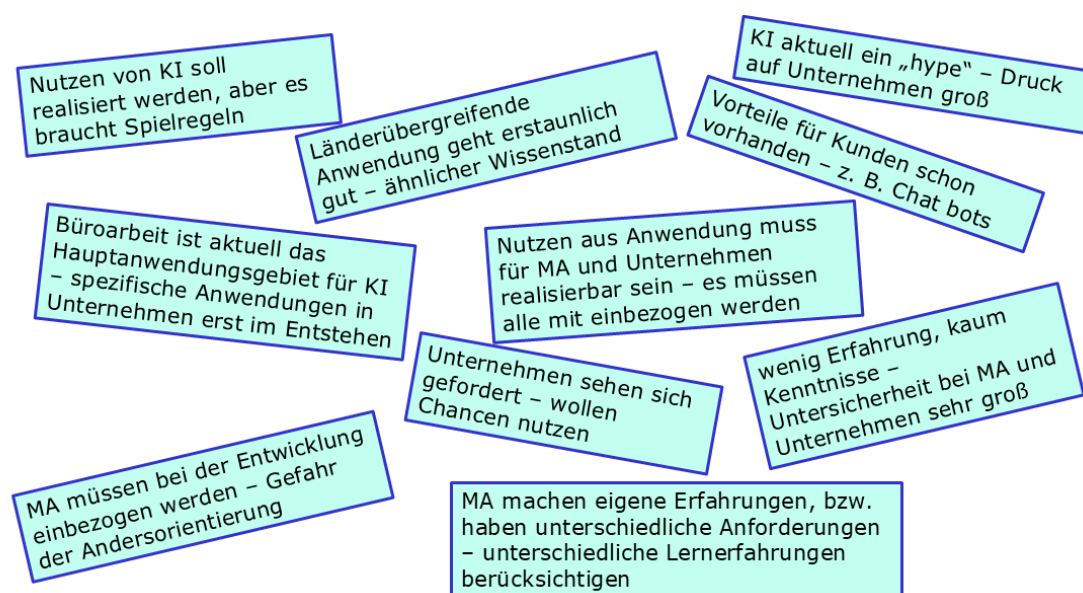 Nutzen von KI soll
realisiert werden, aber es
braucht Spielregeln
Länderübergreifende
Anwendung geht erstaunlich
gut – ähnlicher Wissenstand
KI aktuell ein „hype“ – Druck
auf Unternehmen groß
Vorteile für Kunden schon
vorhanden – z. B. Chat bots
Büroarbeit ist aktuell das
Hauptanwendungsgebiet für KI
– spezifische Anwendungen in
Unternehmen erst im Entstehen
Nutzen aus Anwendung muss
für MA und Unternehmen
realisierbar sein – es müssen
alle mit einbezogen werden
Unternehmen sehen sich
gefordert – wollen
Chancen nutzen
wenig Erfahrung, kaum
Kenntnisse –
Untersicherheit bei MA und
Unternehmen sehr groß
MA müssen bei der Entwicklung
einbezogen werden – Gefahr
der Andersorientierung
MA machen eigene Erfahrungen, bzw.
haben unterschiedliche Anforderungen
– unterschiedliche Lernerfahrungen
berücksichtigen